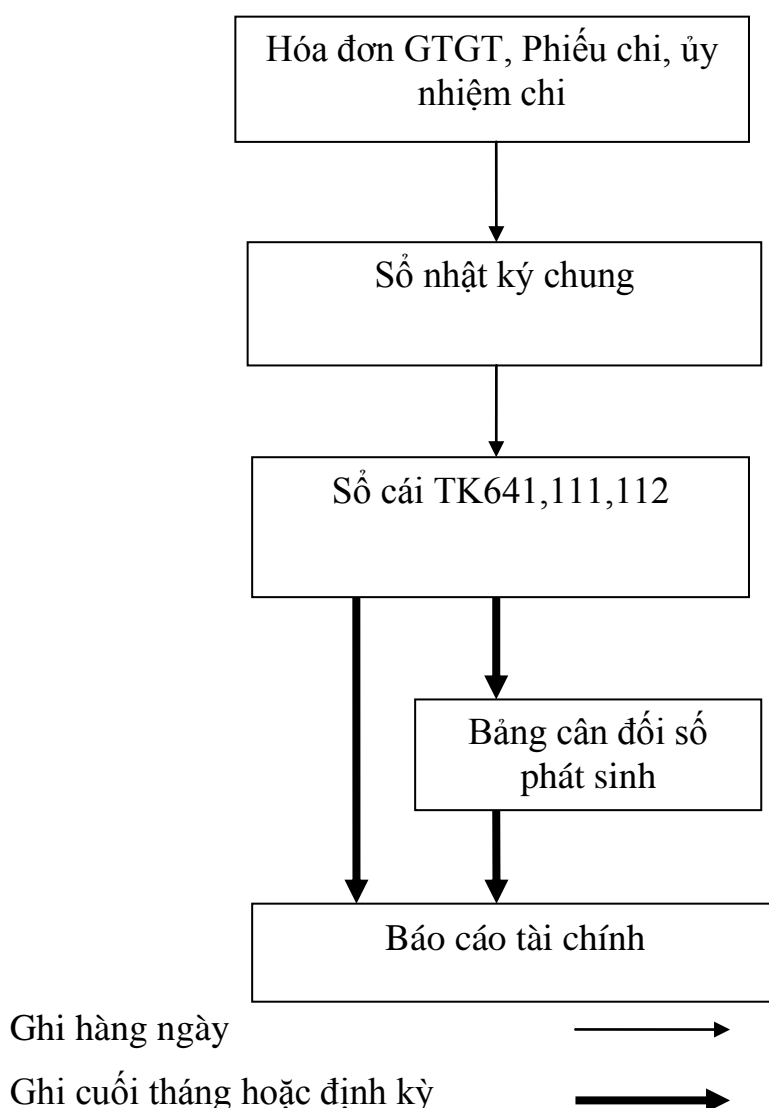 Hóa đơn GTGT, Phiếu chi, ủy
nhiệm chi
Sổ nhật ký chung
Sổ cái TK641,111,112
Bảng cân đối số
phát sinh
Báo cáo tài chính
Ghi hàng ngày
Ghi cuối tháng hoặc định kỳ